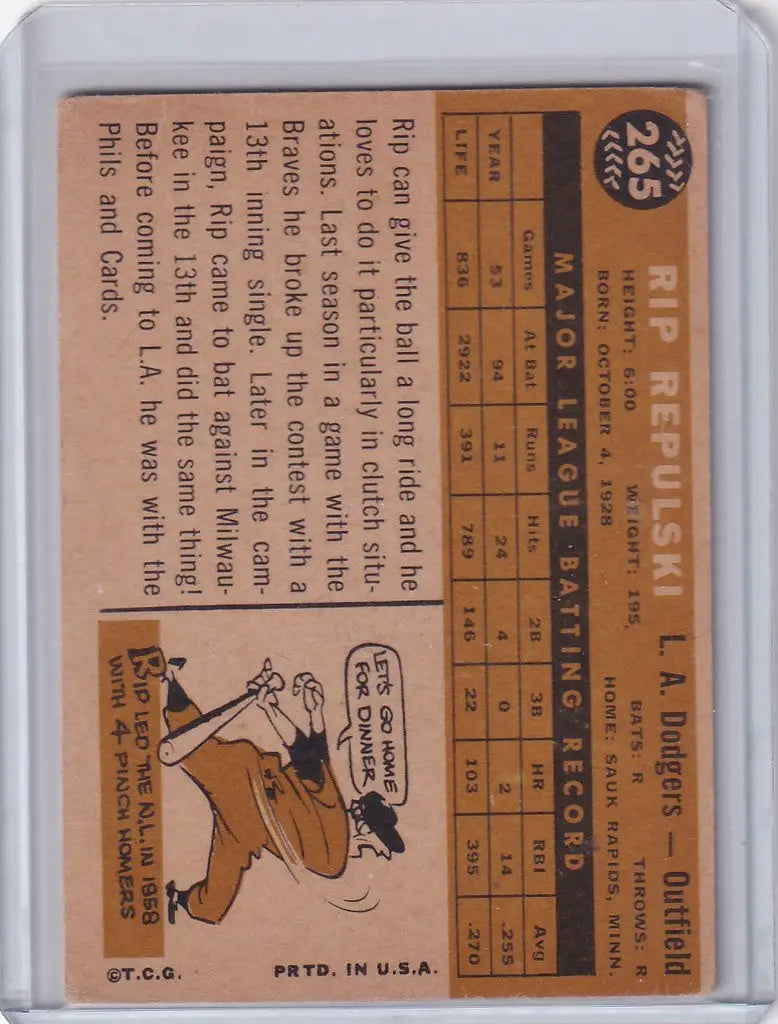 265
RIP REPULSKI L. A. Dodgers — Outfield
HEIGHT: 6:00 WEIGHT: 195, BATS: R THROWS: R
BORN: OCTOBER 4, 1928 HOME: SAUK RAPIDS, MINN.
MAJOR LEAGUE BATTING RECORD
Games At Bat Runs Hits 2B 3B HR RBI Avg
YEAR 53 94 11 24 4 0 2 14 .255
LIFE 836 2922 391 789 146 22 103 395 .270
Rip can give the ball a long ride and he
loves to do it particularly in clutch situ-
ations. Last season in a game with the
Braves he broke up the contest with a
13th inning single. Later in the cam-
paign, Rip came to bat against Milwau-
kee in the 13th and did the same thing!
Before coming to L.A. he was with the
Phils and Cards.
LET'S GO HOME
FOR DINNER
RIP LED THE N.L. IN 1958
WITH 4 PINCH HOMERS
©T.C.G. PRTD. IN U.S.A.